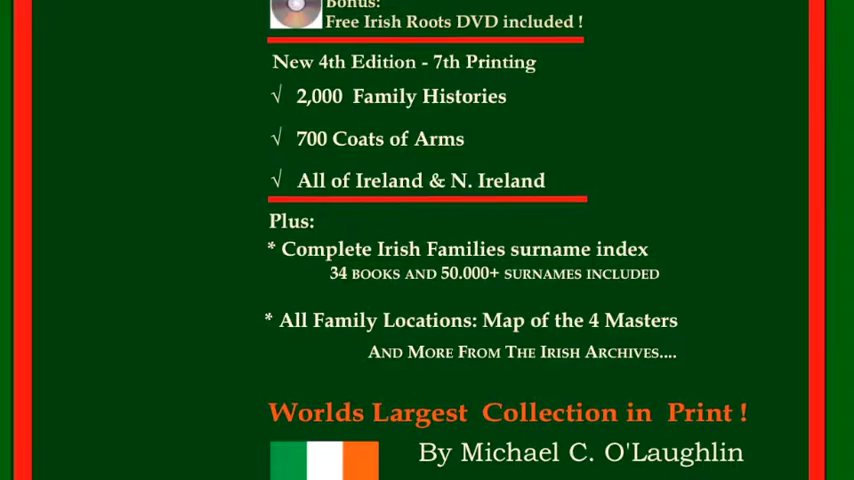 Bonus:
Free Irish Roots DVD included !
New 4th Edition - 7th Printing
√ 2,000 Family Histories
√ 700 Coats of Arms
√ All of Ireland & N. Ireland
Plus:
* Complete Irish Families surname index
34 BOOKS AND 50.000+ SURNAMES INCLUDED
* All Family Locations: Map of the 4 Masters
AND MORE FROM THE IRISH ARCHIVES....
Worlds Largest Collection in Print !
By Michael C. O'Laughlin